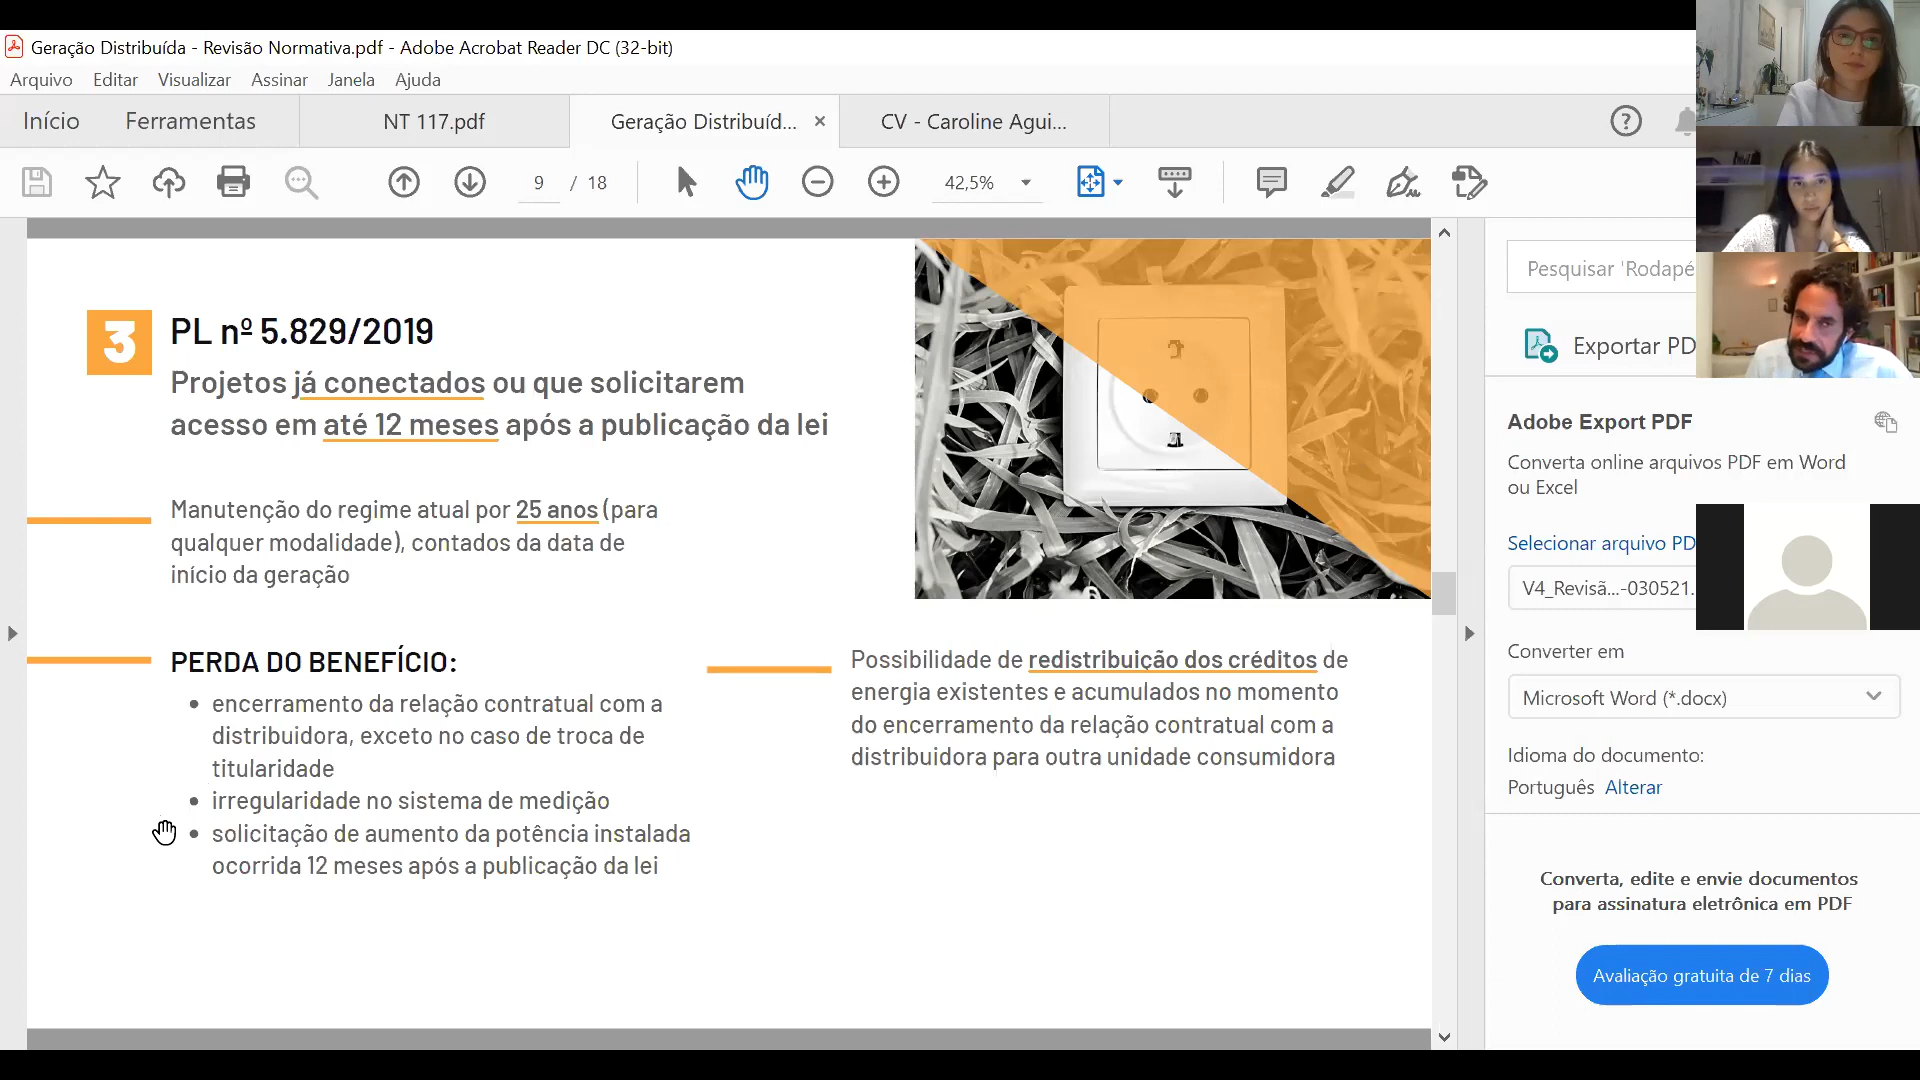 Geração Distribuída - Revisão Normativa.pdf - Adobe Acrobat Reader DC (32-bit)
Arquivo Editar Visualizar Assinar Janela Ajuda
Início Ferramentas NT 117.pdf Geração Distribuíd... × CV - Caroline Agui...
9 / 18 42,5%
3 PL nº 5.829/2019
Projetos já conectados ou que solicitarem
acesso em até 12 meses após a publicação da lei
Manutenção do regime atual por 25 anos (para
qualquer modalidade), contados da data de
início da geração
PERDA DO BENEFÍCIO:
• encerramento da relação contratual com a
distribuidora, exceto no caso de troca de
titularidade
• irregularidade no sistema de medição
• solicitação de aumento da potência instalada
ocorrida 12 meses após a publicação da lei
Possibilidade de redistribuição dos créditos de
energia existentes e acumulados no momento
do encerramento da relação contratual com a
distribuidora para outra unidade consumidora
Pesquisar 'Rodapé
Exportar PD
Adobe Export PDF
Converta online arquivos PDF em Word
ou Excel
Selecionar arquivo PD
V4_Revisã...-030521.
Converter em
Microsoft Word (*.docx)
Idioma do documento:
Português Alterar
Converta, edite e envie documentos
para assinatura eletrônica em PDF
Avaliação gratuita de 7 dias